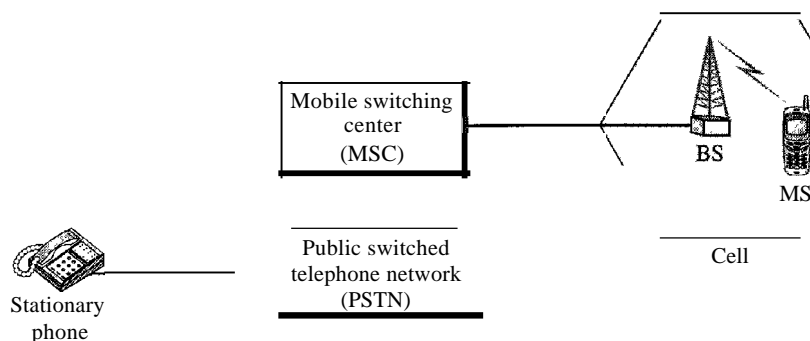 Mobile switching
center
(MSC)
BS
MS
Public switched
telephone network
(PSTN)
Cell
Stationary
phone